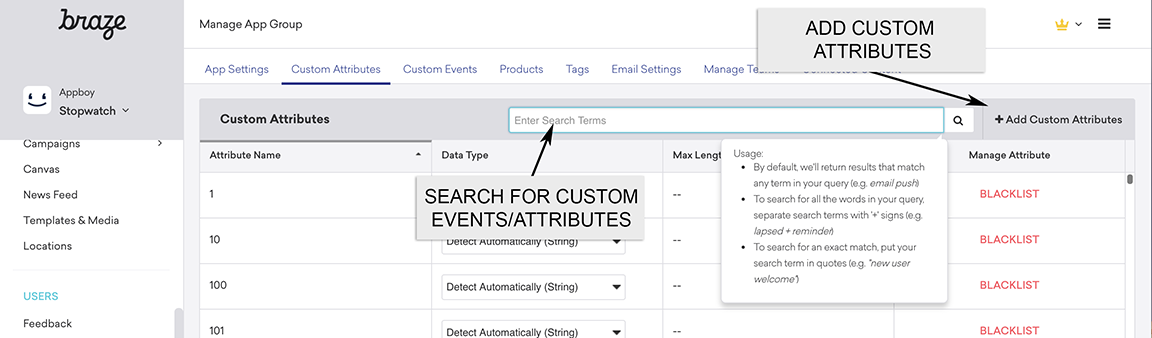 braze
Manage App Group
ADD CUSTOM
ATTRIBUTES
App Settings
Custom Attributes
Custom Events
Products
Tags
Email Settings
Manage Teams
Connected Content
Appboy
Stopwatch
Campaigns
Canvas
News Feed
Templates & Media
Locations
USERS
Feedback
Custom Attributes
Enter Search Terms
+ Add Custom Attributes
Attribute Name
Data Type
Max Length
Manage Attribute
SEARCH FOR CUSTOM
EVENTS/ATTRIBUTES
Usage:
• By default, we'll return results that match
any term in your query (e.g. email push)
• To search for all the words in your query,
separate search terms with '+' signs (e.g.
lapsed + reminder)
• To search for an exact match, put your
search term in quotes (e.g. "new user
welcome")
1
--
BLACKLIST
10
Detect Automatically (String)
--
BLACKLIST
100
Detect Automatically (String)
--
BLACKLIST
101
Detect Automatically (String)
--
BLACKLIST